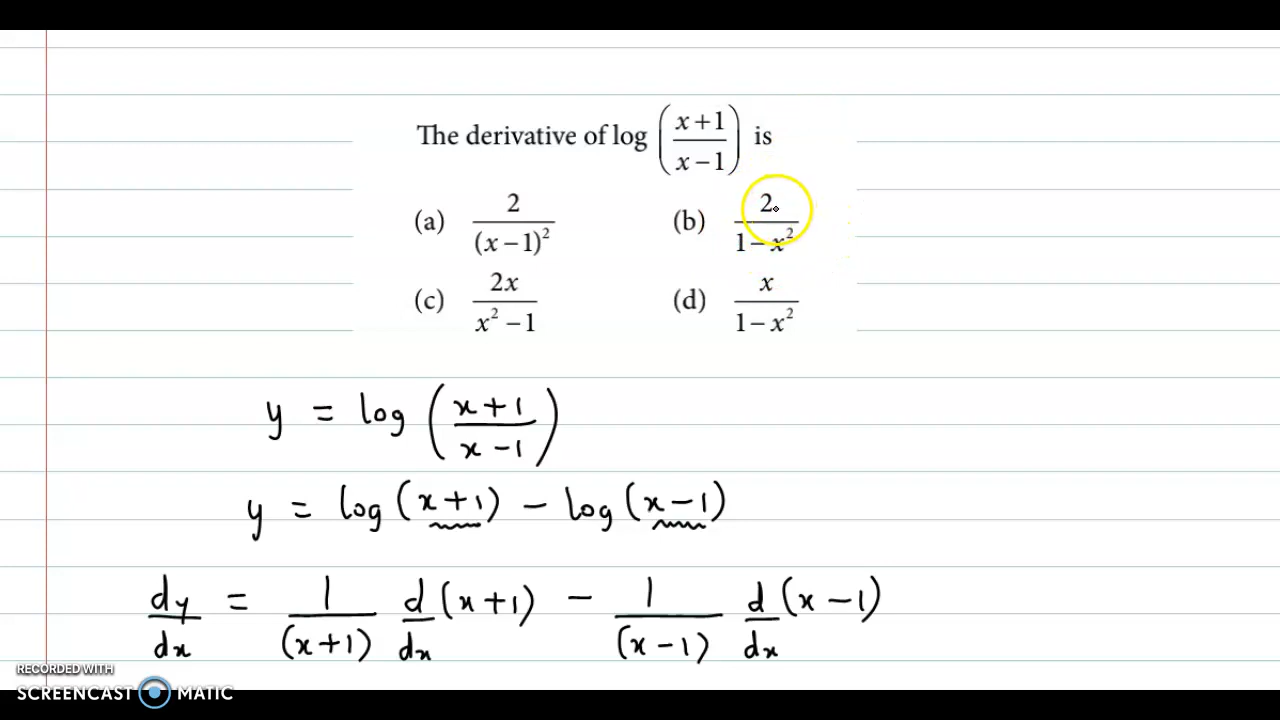 The derivative of log ((x+1)/(x−1)) is
(a) 2/(x−1)² (b) 2/(1−x²)
(c) 2x/(x²−1) (d) x/(1−x²)
y = log ((x+1)/(x−1))
y = log (x+1) − log (x−1)
dy/dx = 1/(x+1) d/dx (x+1) − 1/(x−1) d/dx (x−1)
RECORDED WITH
SCREENCAST MATIC